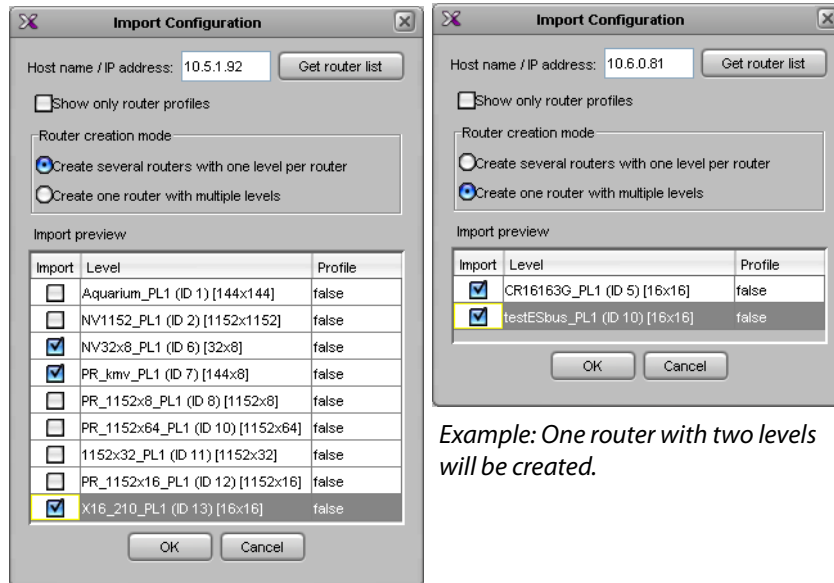 Import Configuration
Host name / IP address: 10.5.1.92 Get router list
Show only router profiles
Router creation mode
Create several routers with one level per router
Create one router with multiple levels
Import preview
Import Level Profile
Aquarium_PL1 (ID 1) [144x144] false
NV1152_PL1 (ID 2) [1152x1152] false
NV32x8_PL1 (ID 6) [32x8] false
PR_kmv_PL1 (ID 7) [144x8] false
PR_1152x8_PL1 (ID 8) [1152x8] false
PR_1152x64_PL1 (ID 10) [1152x64] false
1152x32_PL1 (ID 11) [1152x32] false
PR_1152x16_PL1 (ID 12) [1152x16] false
X16_210_PL1 (ID 13) [16x16] false
OK Cancel
Import Configuration
Host name / IP address: 10.6.0.81 Get router list
Show only router profiles
Router creation mode
Create several routers with one level per router
Create one router with multiple levels
Import preview
Import Level Profile
CR16163G_PL1 (ID 5) [16x16] false
testESbus_PL1 (ID 10) [16x16] false
OK Cancel
Example: One router with two levels
will be created.